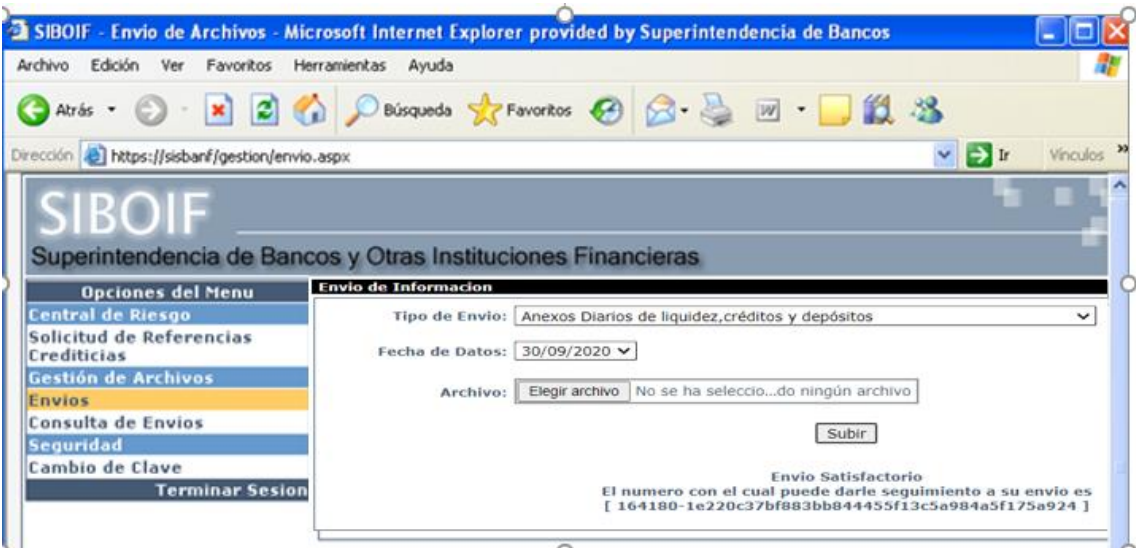 SIBOIF - Envio de Archivos - Microsoft Internet Explorer provided by Superintendencia de Bancos
Archivo Edición Ver Favoritos Herramientas Ayuda
Atrás Búsqueda Favoritos
Dirección https://sisbanf/gestion/envio.aspx Ir Vínculos »
SIBOIF
Superintendencia de Bancos y Otras Instituciones Financieras
Opciones del Menu
Central de Riesgo
Solicitud de Referencias
Crediticias
Gestión de Archivos
Envios
Consulta de Envios
Seguridad
Cambio de Clave
Terminar Sesion
Envio de Informacion
Tipo de Envio: Anexos Diarios de liquidez,créditos y depósitos
Fecha de Datos: 30/09/2020
Archivo: Elegir archivo No se ha seleccio...do ningún archivo
Subir
Envio Satisfactorio
El numero con el cual puede darle seguimiento a su envio es
[ 164180-1e220c37bf883bb844455f13c5a984a5f175a924 ]